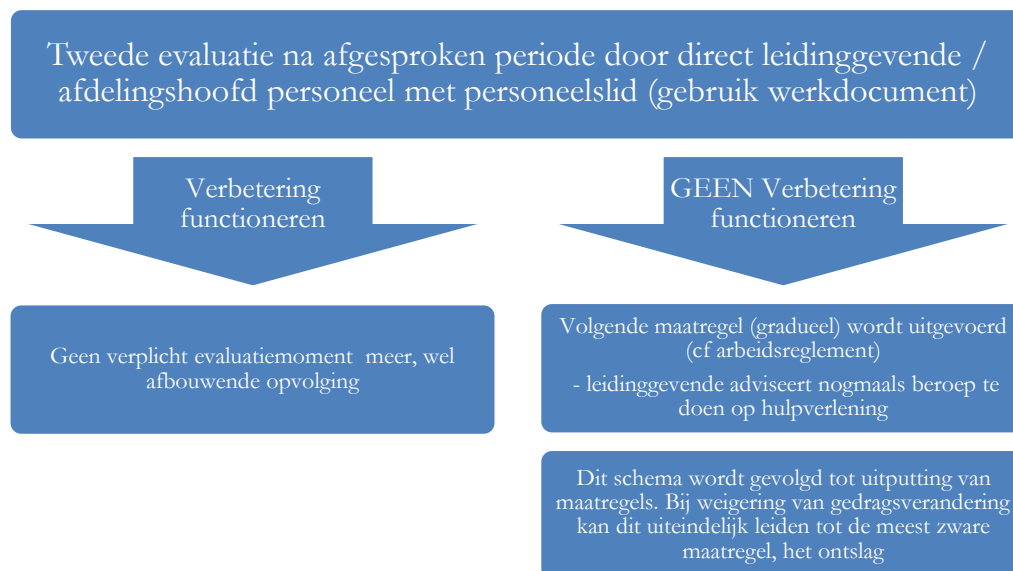 Tweede evaluatie na afgesproken periode door direct leidinggevende /
afdelingshoofd personeel met personeelslid (gebruik werkdocument)
Verbetering
functioneren
Geen verplicht evaluatiemoment meer, wel
afbouwende opvolging
GEEN Verbetering
functioneren
Volgende maatregel (gradueel) wordt uitgevoerd
(cf arbeidsreglement)
- leidinggevende adviseert nogmaals beroep te
doen op hulpverlening
Dit schema wordt gevolgd tot uitputting van
maatregels. Bij weigering van gedragsverandering
kan dit uiteindelijk leiden tot de meest zware
maatregel, het ontslag